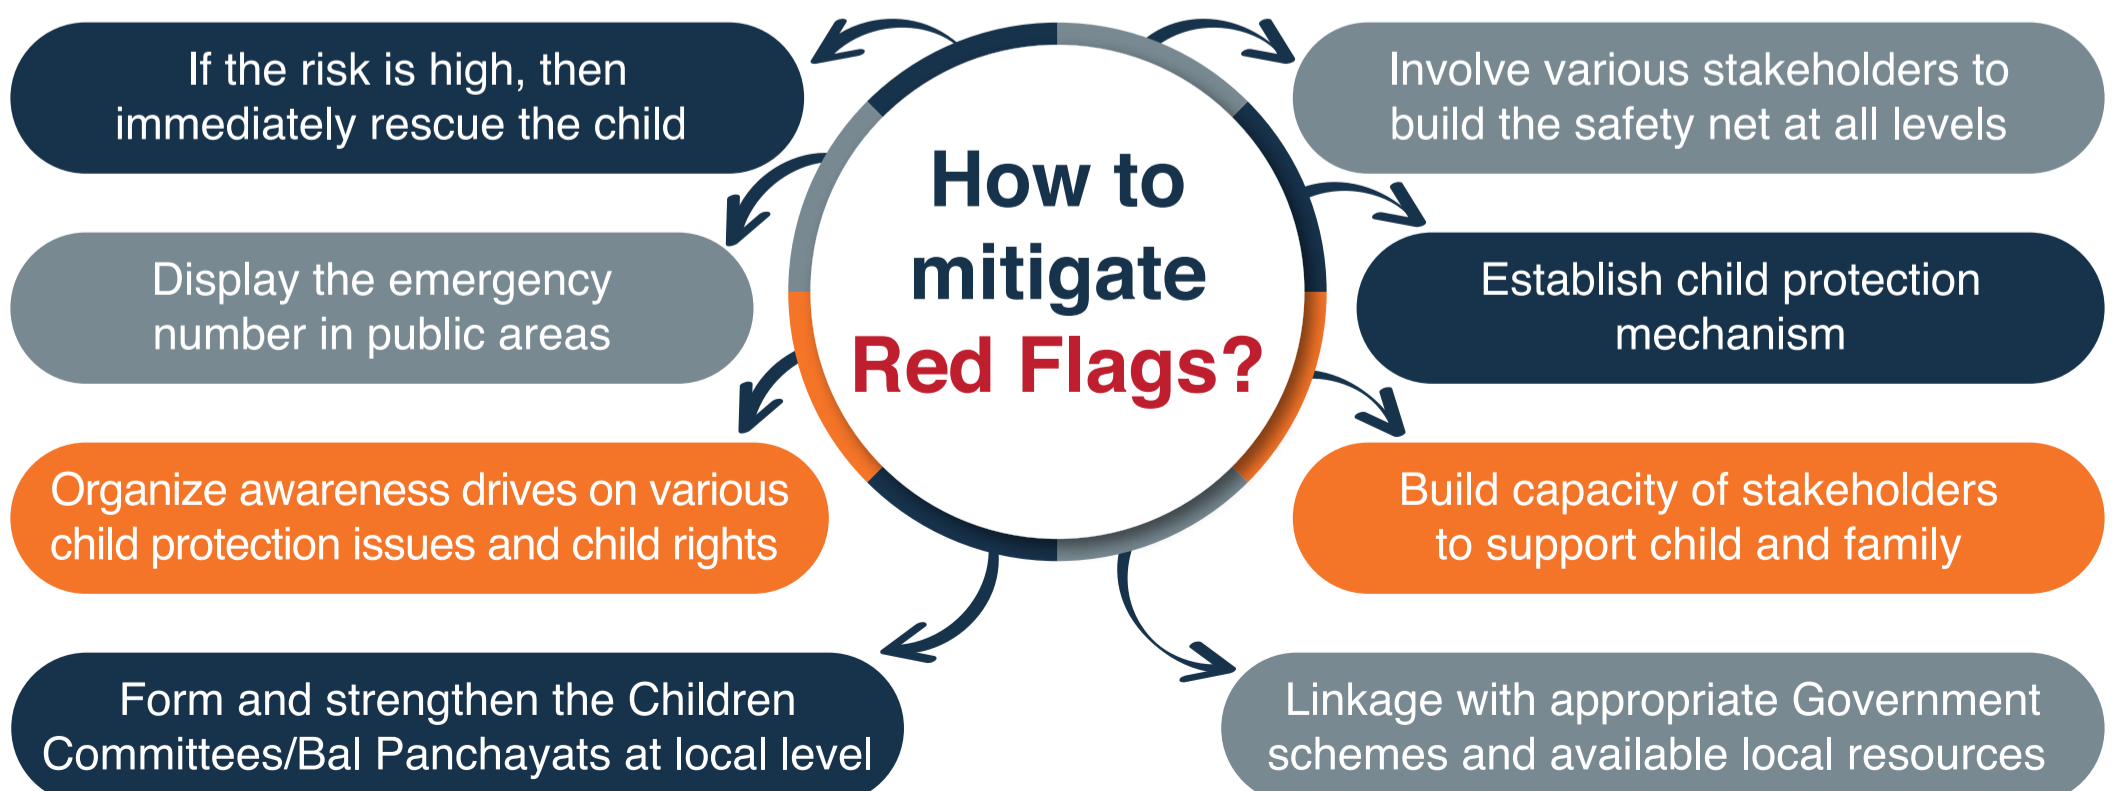 How to
mitigate
Red Flags?
If the risk is high, then
immediately rescue the child
Display the emergency
number in public areas
Organize awareness drives on various
child protection issues and child rights
Form and strengthen the Children
Committees/Bal Panchayats at local level
Involve various stakeholders to
build the safety net at all levels
Establish child protection
mechanism
Build capacity of stakeholders
to support child and family
Linkage with appropriate Government
schemes and available local resources